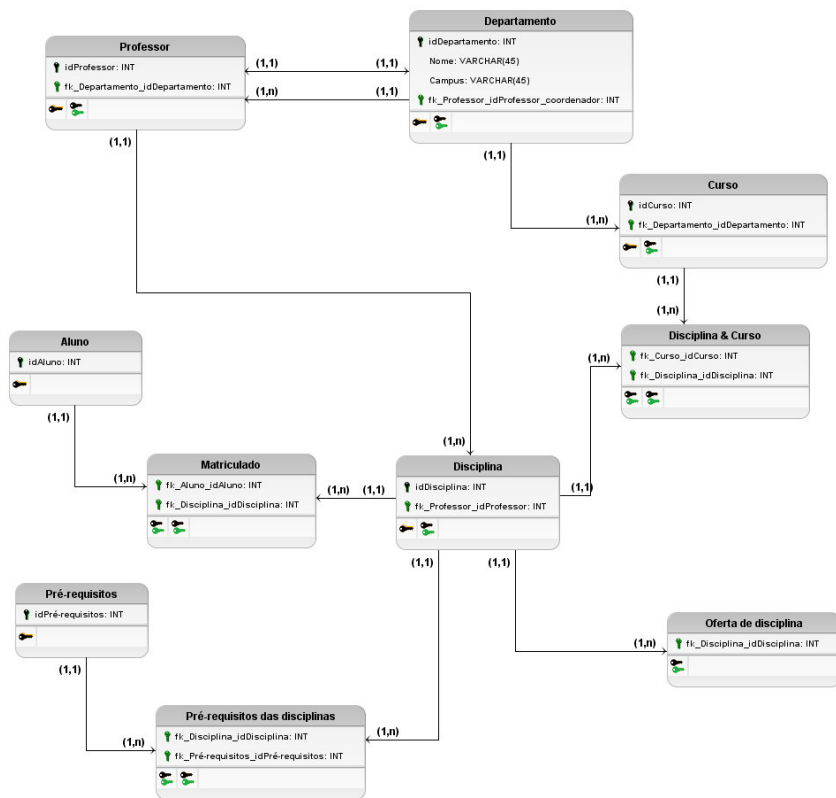 Departamento
idDepartamento: INT
Nome: VARCHAR(45)
Campus: VARCHAR(45)
fk_Professor_idProfessor_coordenador: INT
Professor
idProfessor: INT
fk_Departamento_idDepartamento: INT
(1,1) (1,1)
(1,n) (1,1)
(1,1)
(1,1)
(1,n)
Curso
idCurso: INT
fk_Departamento_idDepartamento: INT
(1,1)
(1,n)
Disciplina & Curso
fk_Curso_idCurso: INT
fk_Disciplina_idDisciplina: INT
(1,n)
(1,1)
Aluno
idAluno: INT
(1,1)
(1,n)
Matriculado
fk_Aluno_idAluno: INT
fk_Disciplina_idDisciplina: INT
(1,n) (1,1)
(1,n)
Disciplina
idDisciplina: INT
fk_Professor_idProfessor: INT
(1,1) (1,1)
Pré-requisitos
idPré-requisitos: INT
(1,1)
(1,n)
Pré-requisitos das disciplinas
fk_Disciplina_idDisciplina: INT
fk_Pré-requisitos_idPré-requisitos: INT
(1,n)
(1,n)
Oferta de disciplina
fk_Disciplina_idDisciplina: INT